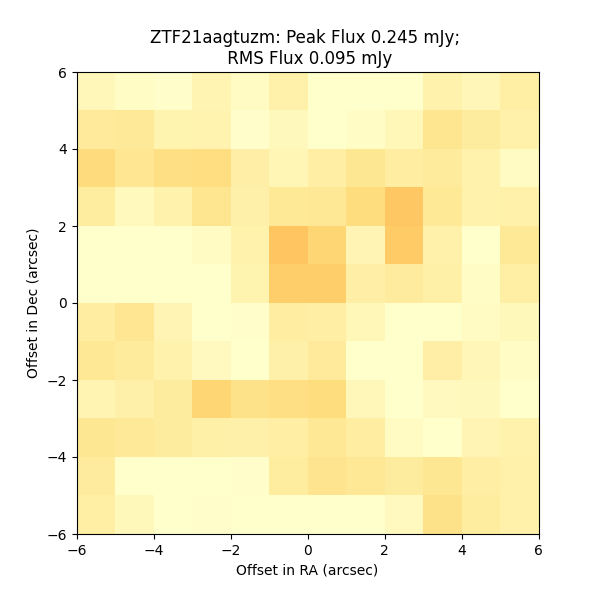 ZTF21aagtuzm: Peak Flux 0.245 mJy;
RMS Flux 0.095 mJy
6
4
2
0
−2
−4
−6
Offset in Dec (arcsec)
−6 −4 −2 0 2 4 6
Offset in RA (arcsec)